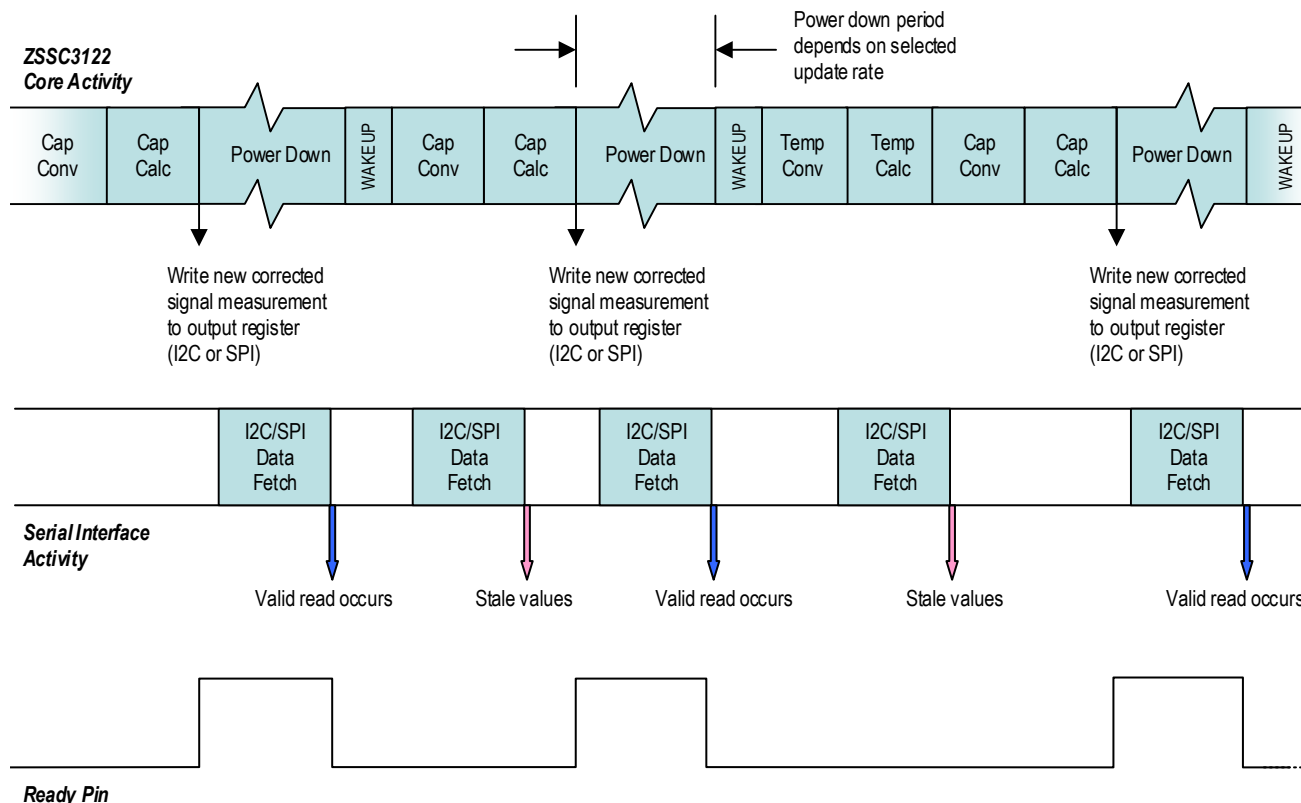 Power down period
depends on selected
update rate
ZSSC3122
Core Activity
Cap
Conv
Cap
Calc
Power Down
WAKE UP
Cap
Conv
Cap
Calc
Power Down
WAKE UP
Temp
Conv
Temp
Calc
Cap
Conv
Cap
Calc
Power Down
WAKE UP
Write new corrected
signal measurement
to output register
(I2C or SPI)
Write new corrected
signal measurement
to output register
(I2C or SPI)
Write new corrected
signal measurement
to output register
(I2C or SPI)
I2C/SPI
Data
Fetch
I2C/SPI
Data
Fetch
I2C/SPI
Data
Fetch
I2C/SPI
Data
Fetch
I2C/SPI
Data
Fetch
Serial Interface
Activity
Valid read occurs
Stale values
Valid read occurs
Stale values
Valid read occurs
Ready Pin